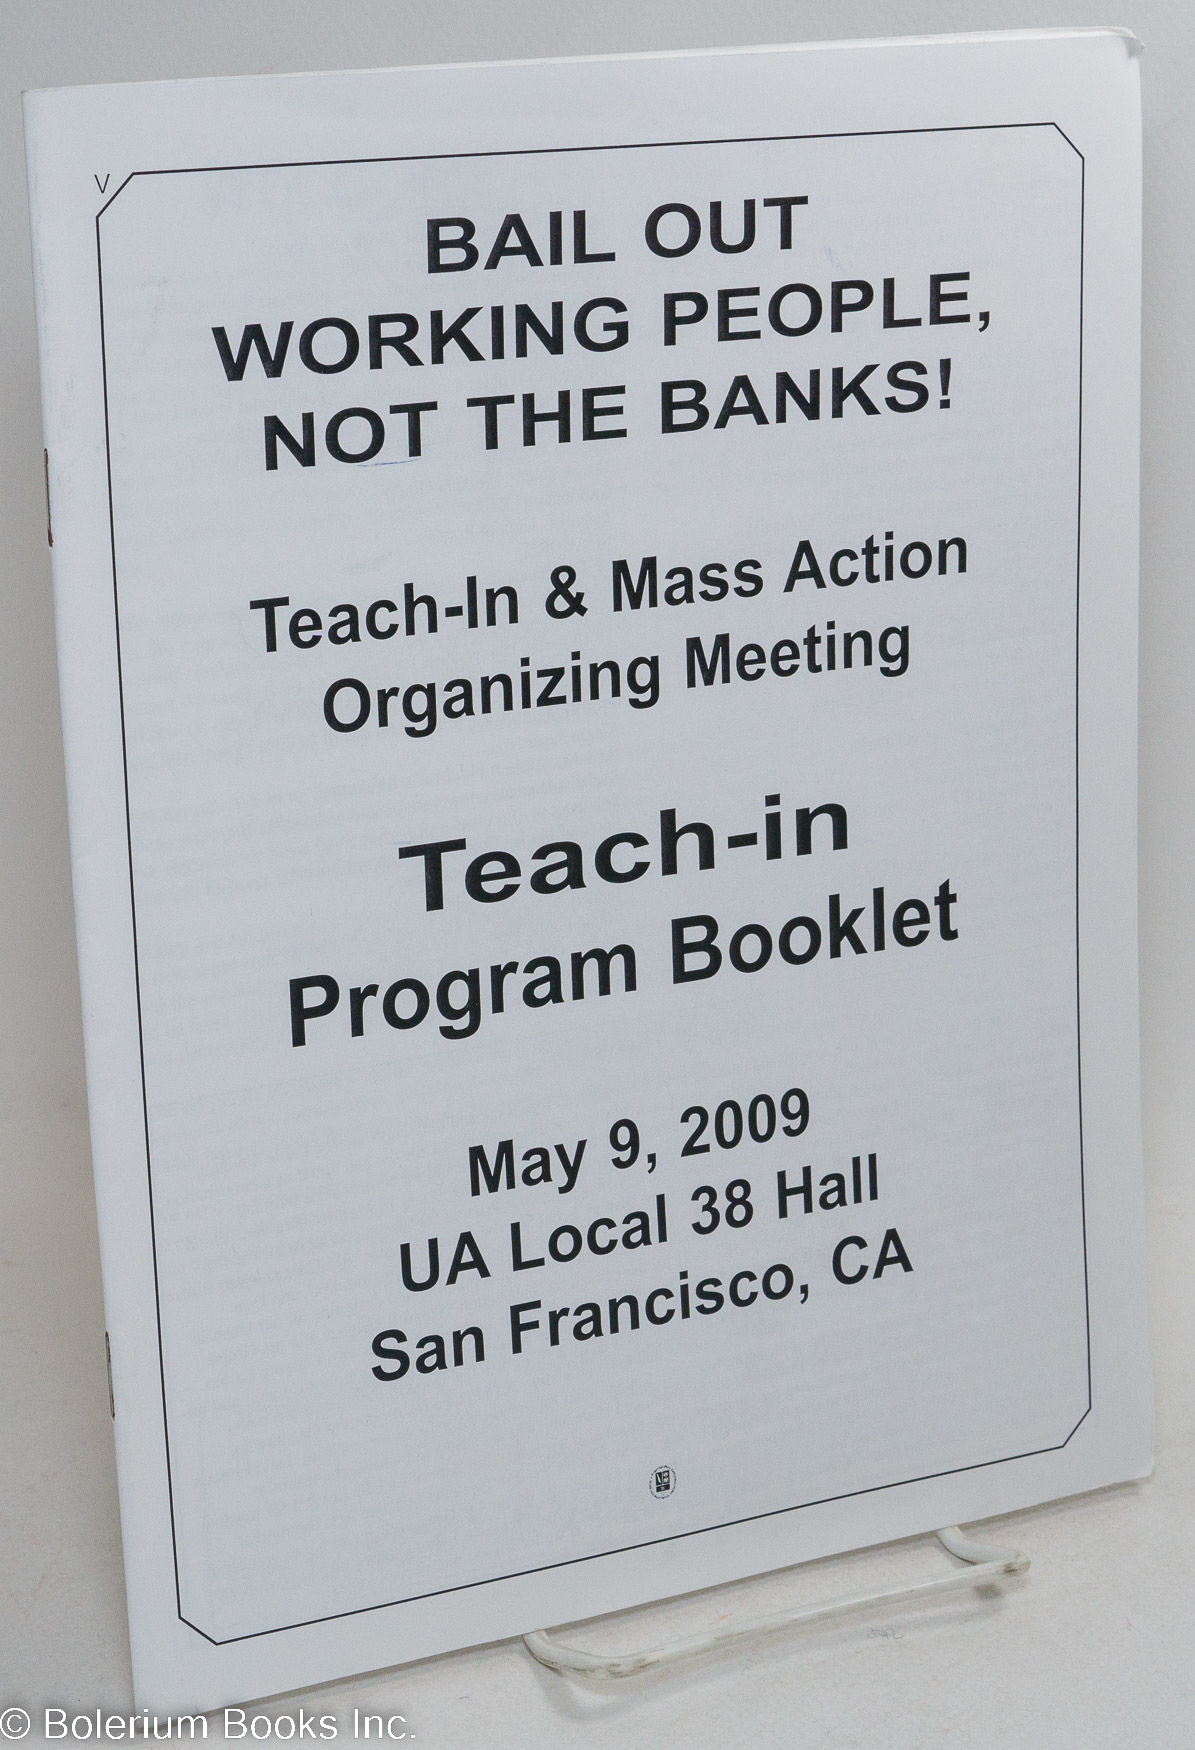 V
BAIL OUT
WORKING PEOPLE,
NOT THE BANKS!
Teach-In & Mass Action
Organizing Meeting
Teach-in
Program Booklet
May 9, 2009
UA Local 38 Hall
San Francisco, CA
© Bolerium Books Inc.